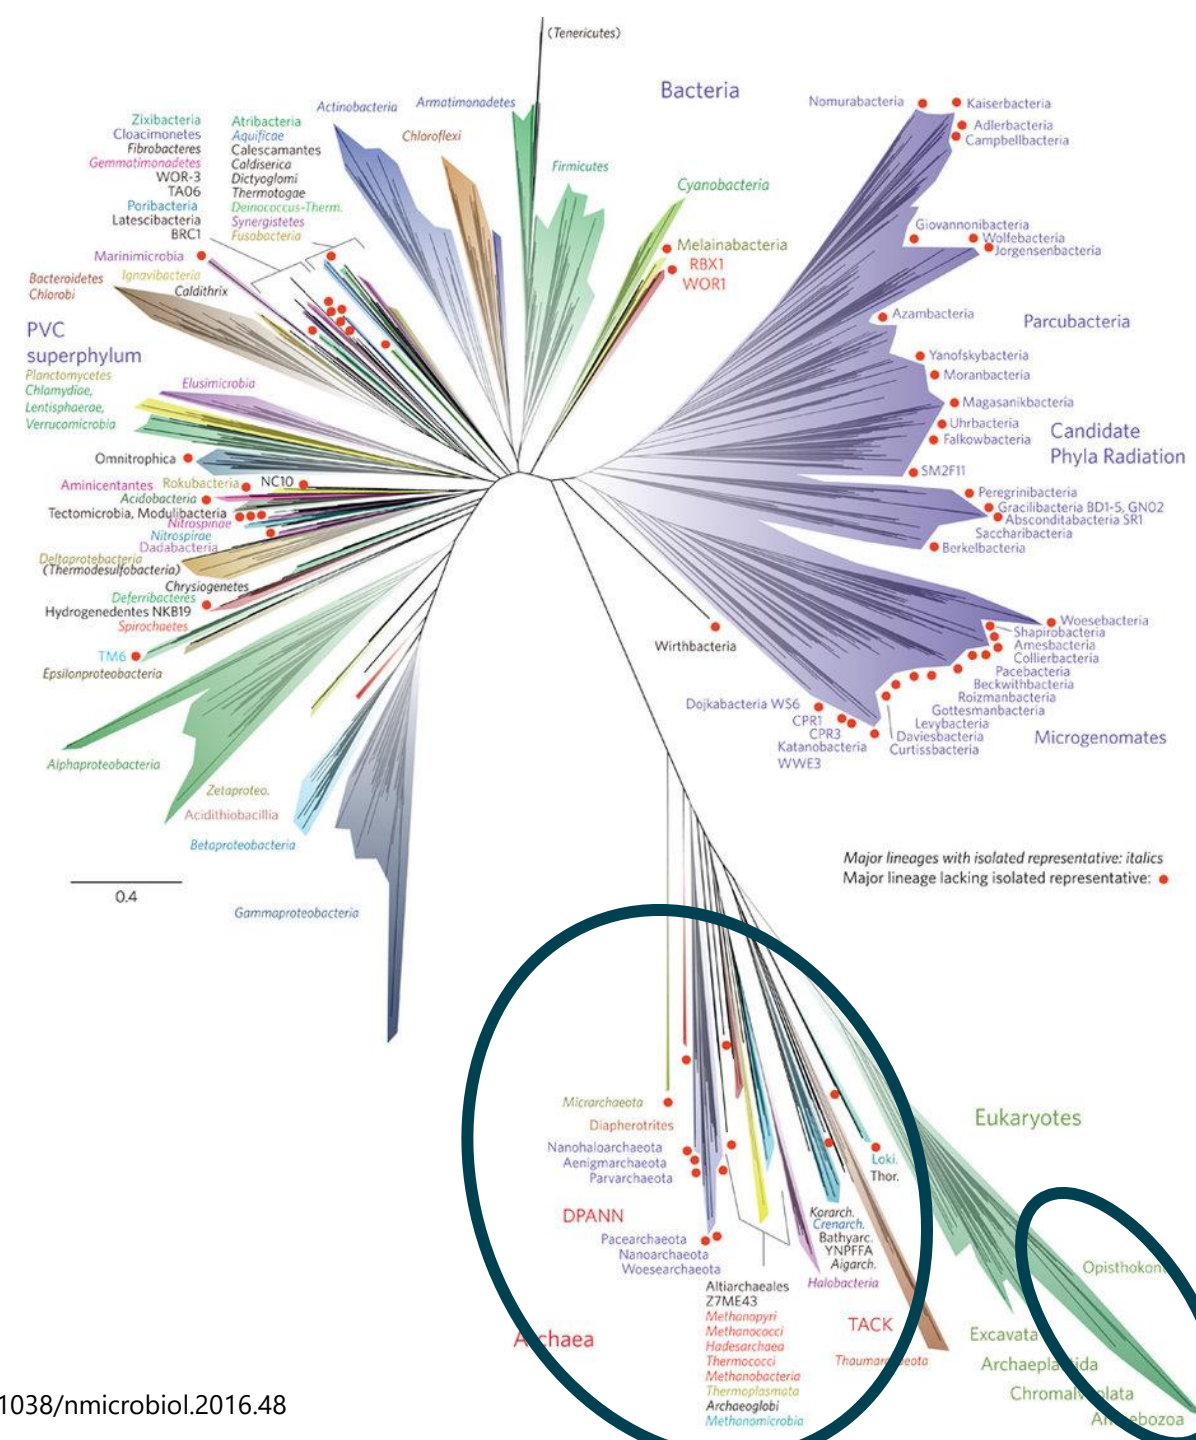 (Tenericutes)
Bacteria
Actinobacteria
Armatimonadetes
Chloroflexi
Firmicutes
Cyanobacteria
Melainabacteria
RBX1
WOR1
Zixibacteria
Cloacimonetes
Fibrobacteres
Gemmatimonadetes
WOR-3
TA06
Poribacteria
Latescibacteria
BRC1
Atribacteria
Aquificae
Calescamantes
Caldiserica
Dictyoglomi
Thermotogae
Deinococcus-Therm.
Synergistetes
Fusobacteria
Marinimicrobia
Bacteroidetes
Chlorobi
Ignavibacteria
Caldithrix
PVC
superphylum
Planctomycetes
Chlamydiae,
Lentisphaerae,
Verrucomicrobia
Elusimicrobia
Omnitrophica
Aminicentantes
Rokubacteria
NC10
Acidobacteria
Tectomicrobia, Modulibacteria
Nitrospinae
Nitrospirae
Dadabacteria
Deltaprotebacteria
(Thermodesulfobacteria)
Chrysiogenetes
Deferribacteres
Hydrogenedentes NKB19
Spirochaetes
TM6
Epsilonproteobacteria
Alphaproteobacteria
Zetaproteo.
Acidithiobacillia
Betaproteobacteria
Gammaproteobacteria
0.4
Nomurabacteria
Kaiserbacteria
Adlerbacteria
Campbellbacteria
Giovannonibacteria
Wolfebacteria
Jorgensenbacteria
Azambacteria
Parcubacteria
Yanofskybacteria
Moranbacteria
Magasanikbacteria
Uhrbacteria
Falkowbacteria
Candidate
Phyla Radiation
SM2F11
Peregrinibacteria
Gracilibacteria BD1-5, GN02
Absconditabacteria SR1
Saccharibacteria
Berkelbacteria
Woesebacteria
Shapirobacteria
Amesbacteria
Collierbacteria
Pacebacteria
Beckwithbacteria
Roizmanbacteria
Gottesmanbacteria
Levybacteria
Daviesbacteria
Curtissbacteria
Microgenomates
Wirthbacteria
Dojkabacteria WS6
CPR1
CPR3
Katanobacteria
WWE3
Major lineages with isolated representative: italics
Major lineage lacking isolated representative:
Micrarchaeota
Diapherotrites
Nanohaloarchaeota
Aenigmarchaeota
Parvarchaeota
DPANN
Pacearchaeota
Nanoarchaeota
Woesearchaeota
Archaea
Altiarchaeales
Z7ME43
Methanopyri
Methanococci
Hadesarchaea
Thermococci
Methanobacteria
Thermoplasmata
Archaeoglobi
Methanomicrobia
Halobacteria
Korarch.
Crenarch.
Bathyarc.
YNPFFA
Aigarch.
Loki.
Thor.
TACK
Eukaryotes
Excavata
1038/nmicrobiol.2016.48